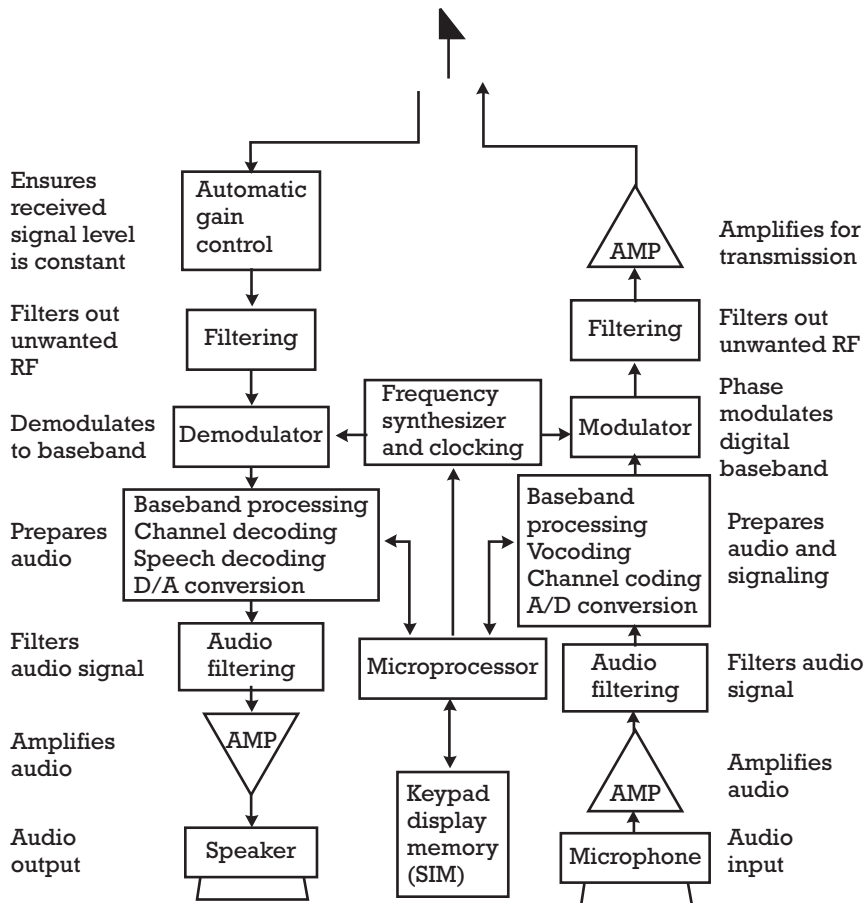 Ensures
received
signal level
is constant
Automatic
gain
control
Filters out
unwanted
RF
Filtering
Demodulates
to baseband
Demodulator
Prepares
audio
Baseband processing
Channel decoding
Speech decoding
D/A conversion
Filters
audio signal
Audio
filtering
Amplifies
audio
AMP
Audio
output
Speaker
Frequency
synthesizer
and clocking
Microprocessor
Keypad
display
memory
(SIM)
AMP
Amplifies for
transmission
Filtering
Filters out
unwanted RF
Modulator
Phase
modulates
digital
baseband
Baseband
processing
Vocoding
Channel coding
A/D conversion
Prepares
audio and
signaling
Audio
filtering
Filters audio
signal
AMP
Amplifies
audio
Microphone
Audio
input